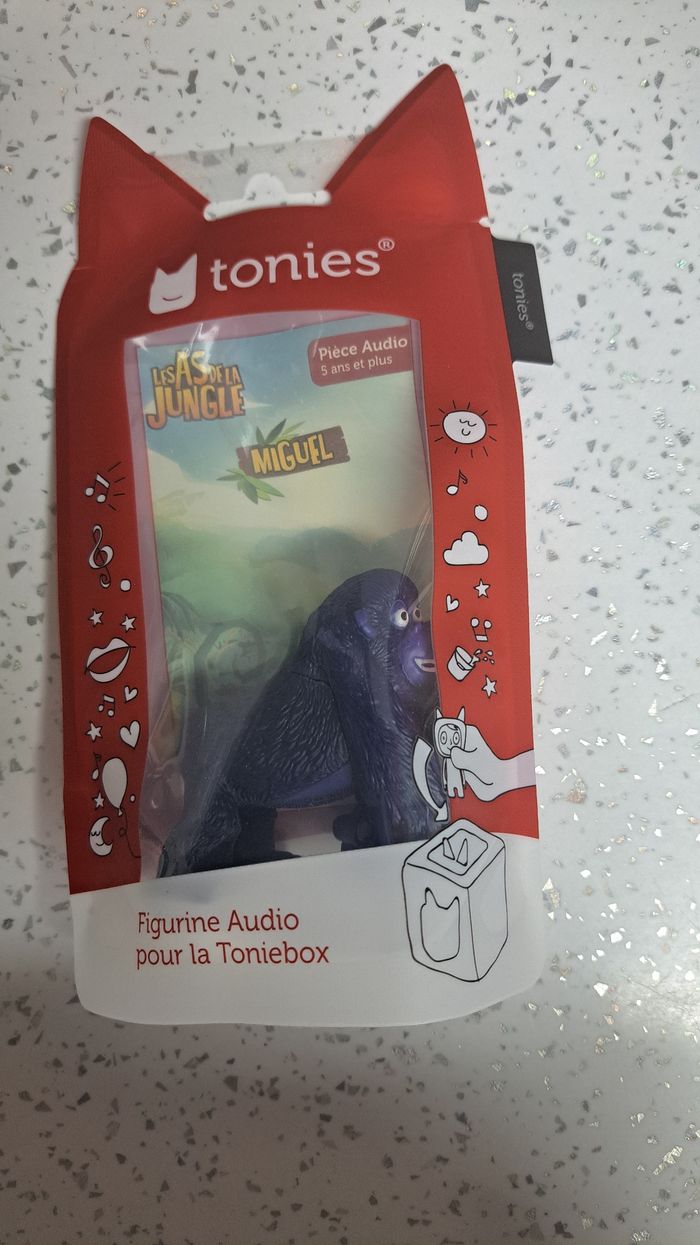 tonies®
tonies®
LES AS DE LA
JUNGLE
Pièce Audio
5 ans et plus
MIGUEL
Figurine Audio
pour la Toniebox